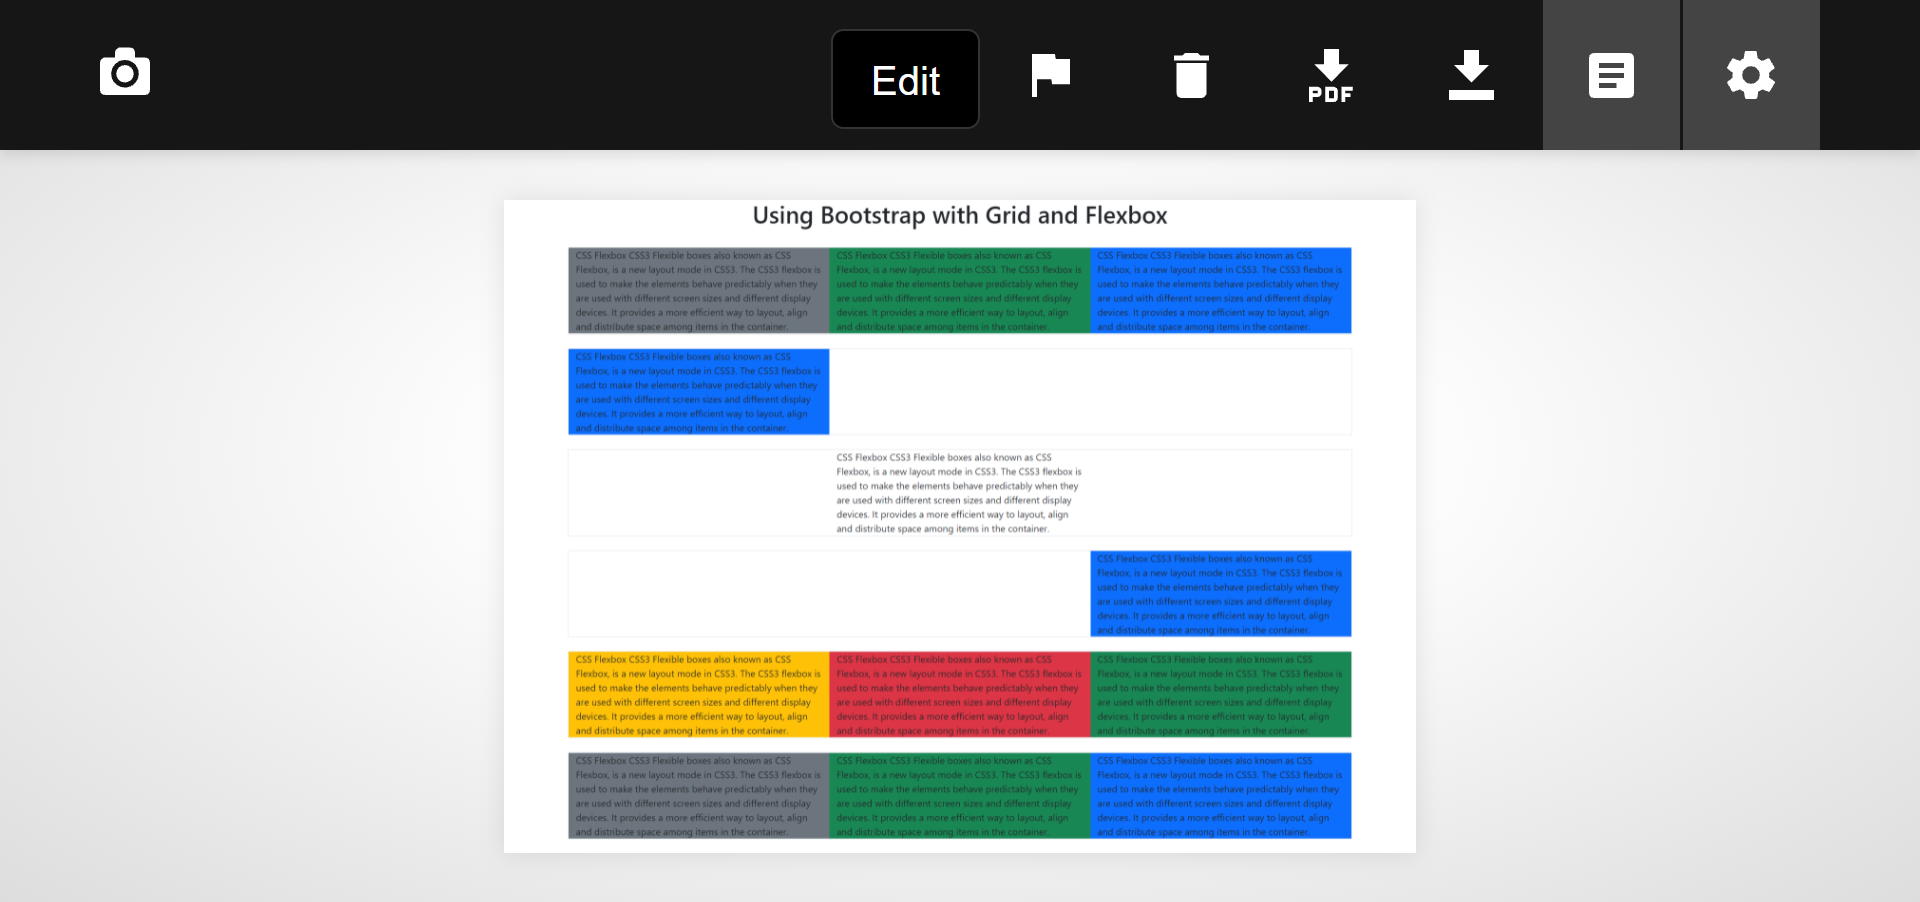 Edit
PDF
Using Bootstrap with Grid and Flexbox
CSS Flexbox CSS3 Flexible boxes also known as CSS
Flexbox, is a new layout mode in CSS3. The CSS3 flexbox is
used to make the elements behave predictably when they
are used with different screen sizes and different display
devices. It provides a more efficient way to layout, align
and distribute space among items in the container.
CSS Flexbox CSS3 Flexible boxes also known as CSS
Flexbox, is a new layout mode in CSS3. The CSS3 flexbox is
used to make the elements behave predictably when they
are used with different screen sizes and different display
devices. It provides a more efficient way to layout, align
and distribute space among items in the container.
CSS Flexbox CSS3 Flexible boxes also known as CSS
Flexbox, is a new layout mode in CSS3. The CSS3 flexbox is
used to make the elements behave predictably when they
are used with different screen sizes and different display
devices. It provides a more efficient way to layout, align
and distribute space among items in the container.
CSS Flexbox CSS3 Flexible boxes also known as CSS
Flexbox, is a new layout mode in CSS3. The CSS3 flexbox is
used to make the elements behave predictably when they
are used with different screen sizes and different display
devices. It provides a more efficient way to layout, align
and distribute space among items in the container.
CSS Flexbox CSS3 Flexible boxes also known as CSS
Flexbox, is a new layout mode in CSS3. The CSS3 flexbox is
used to make the elements behave predictably when they
are used with different screen sizes and different display
devices. It provides a more efficient way to layout, align
and distribute space among items in the container.
CSS Flexbox CSS3 Flexible boxes also known as CSS
Flexbox, is a new layout mode in CSS3. The CSS3 flexbox is
used to make the elements behave predictably when they
are used with different screen sizes and different display
devices. It provides a more efficient way to layout, align
and distribute space among items in the container.
CSS Flexbox CSS3 Flexible boxes also known as CSS
Flexbox, is a new layout mode in CSS3. The CSS3 flexbox is
used to make the elements behave predictably when they
are used with different screen sizes and different display
devices. It provides a more efficient way to layout, align
and distribute space among items in the container.
CSS Flexbox CSS3 Flexible boxes also known as CSS
Flexbox, is a new layout mode in CSS3. The CSS3 flexbox is
used to make the elements behave predictably when they
are used with different screen sizes and different display
devices. It provides a more efficient way to layout, align
and distribute space among items in the container.
CSS Flexbox CSS3 Flexible boxes also known as CSS
Flexbox, is a new layout mode in CSS3. The CSS3 flexbox is
used to make the elements behave predictably when they
are used with different screen sizes and different display
devices. It provides a more efficient way to layout, align
and distribute space among items in the container.
CSS Flexbox CSS3 Flexible boxes also known as CSS
Flexbox, is a new layout mode in CSS3. The CSS3 flexbox is
used to make the elements behave predictably when they
are used with different screen sizes and different display
devices. It provides a more efficient way to layout, align
and distribute space among items in the container.
CSS Flexbox CSS3 Flexible boxes also known as CSS
Flexbox, is a new layout mode in CSS3. The CSS3 flexbox is
used to make the elements behave predictably when they
are used with different screen sizes and different display
devices. It provides a more efficient way to layout, align
and distribute space among items in the container.
CSS Flexbox CSS3 Flexible boxes also known as CSS
Flexbox, is a new layout mode in CSS3. The CSS3 flexbox is
used to make the elements behave predictably when they
are used with different screen sizes and different display
devices. It provides a more efficient way to layout, align
and distribute space among items in the container.